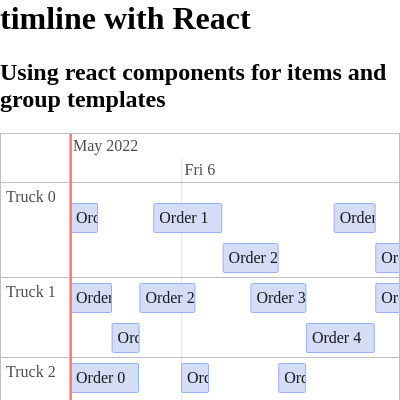 timline with React
Using react components for items and
group templates
May 2022
Fri 6
Truck 0
Ord
Order 1
Order
Order 2
Or
Truck 1
Order
Order 2
Order 3
Or
Ord
Order 4
Truck 2
Order 0
Ord
Ord